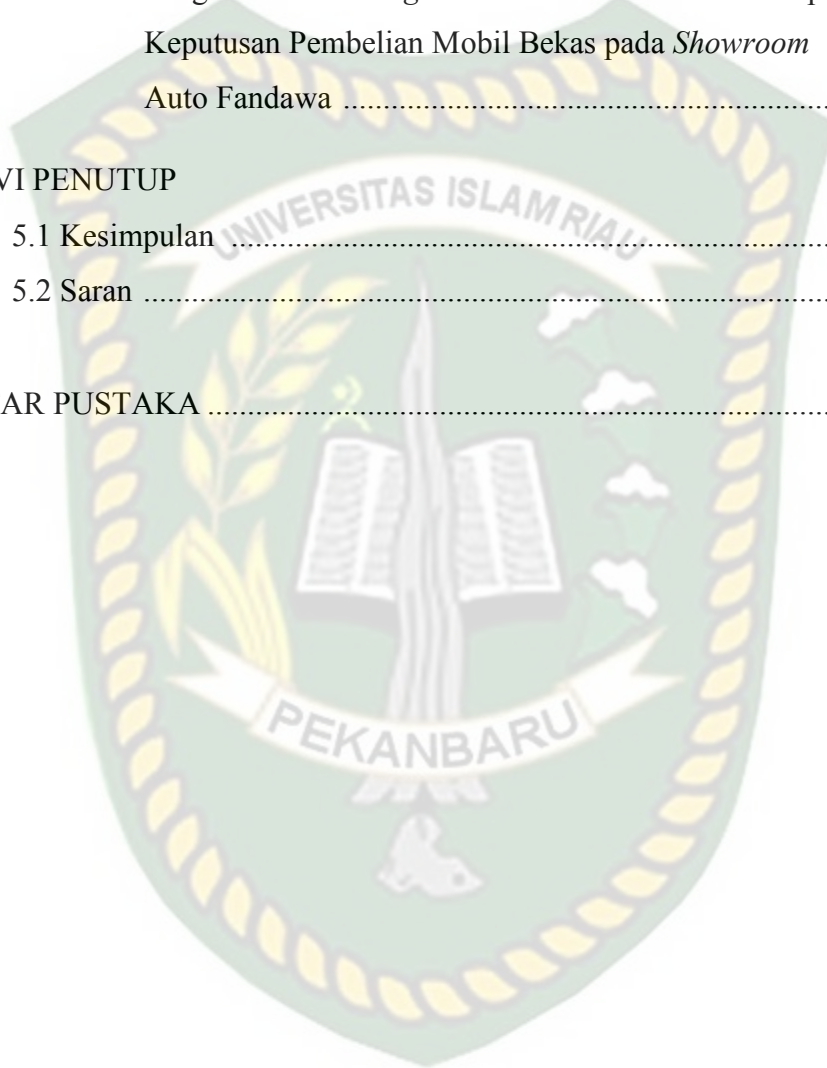 Keputusan Pembelian Mobil Bekas pada Showroom
Auto Fandawa ............................................................
VI PENUTUP
5.1 Kesimpulan ..........................................................................
5.2 Saran .....................................................................................
AR PUSTAKA .............................................................................
UNIVERSITAS ISLAM RIAU
PEKANBARU